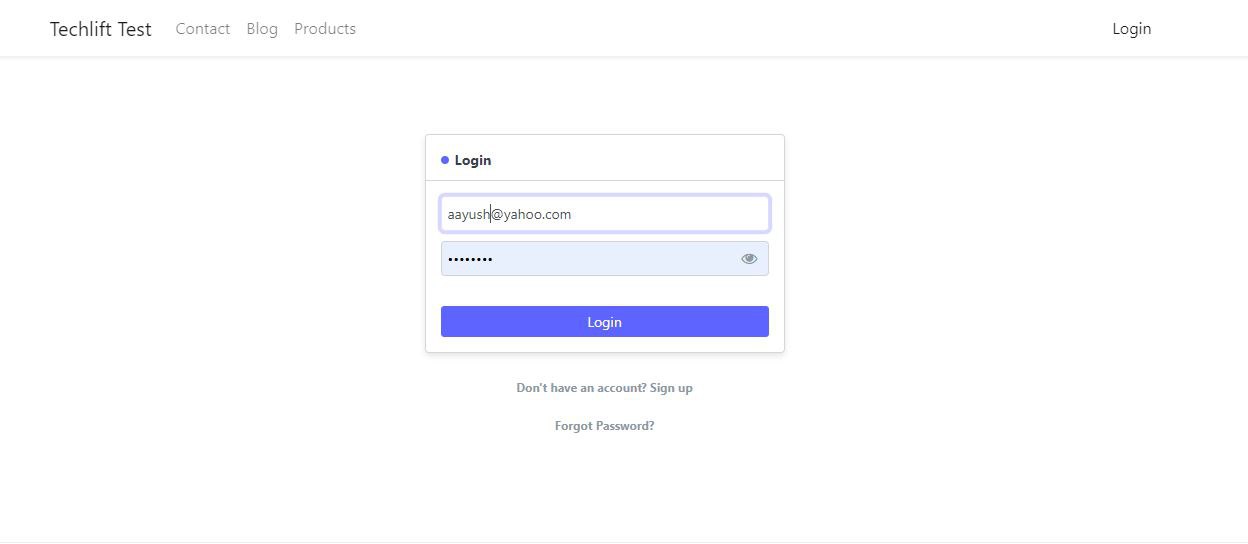 Techlift Test Contact Blog Products Login
Login
aayush@yahoo.com
••••••••
Login
Don't have an account? Sign up
Forgot Password?